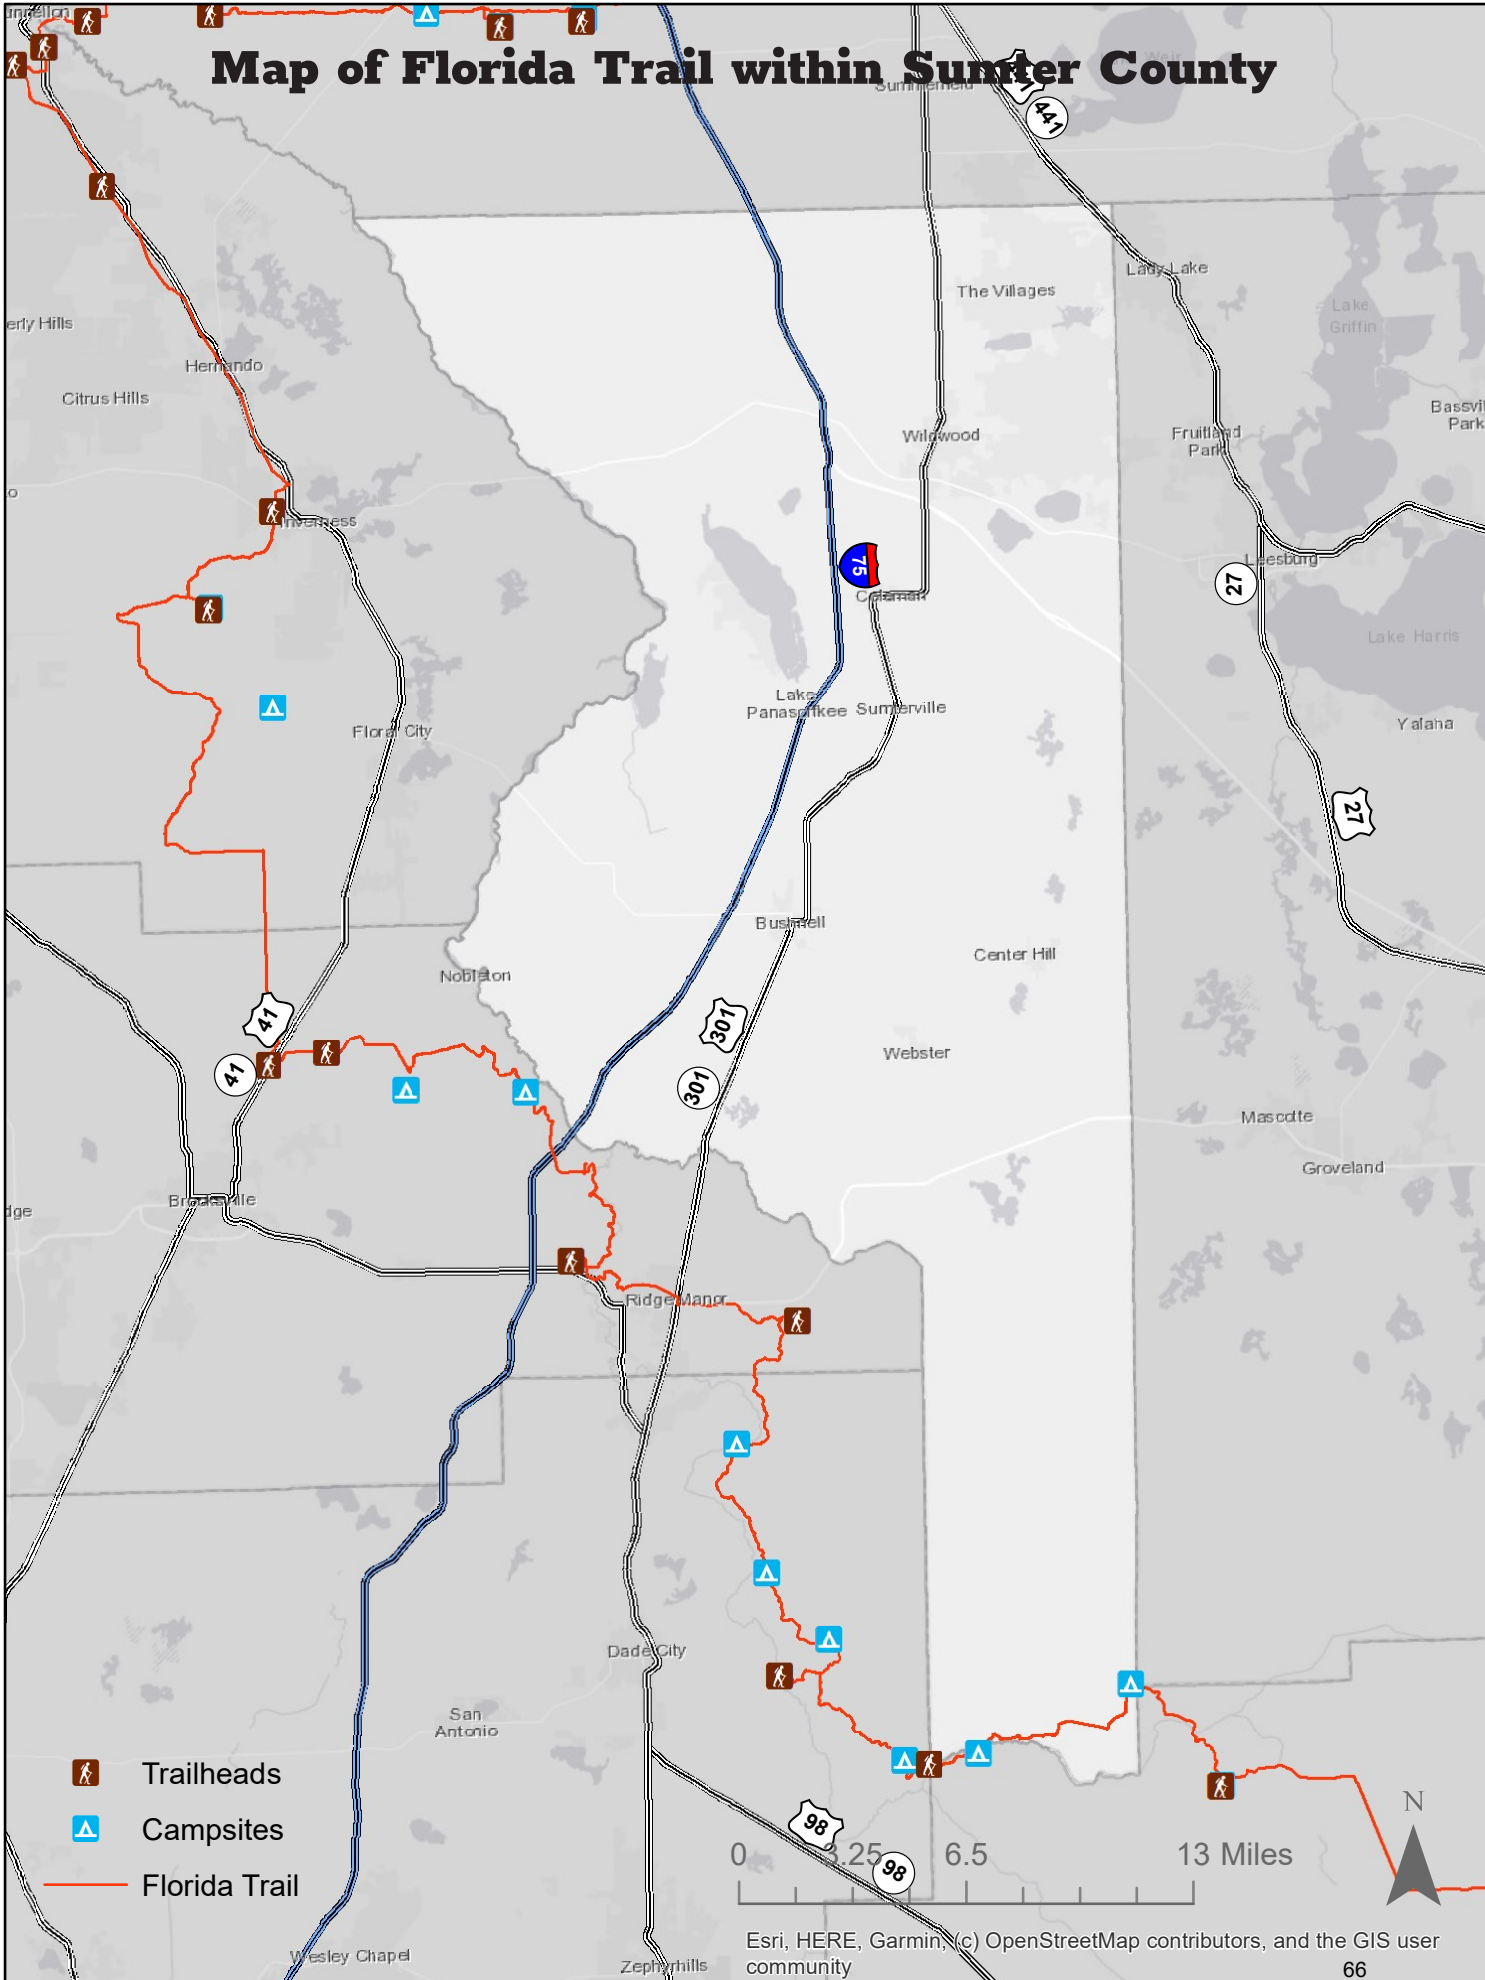 unnellon
Map of Florida Trail within Sumter County
Summerfield
441
Lady Lake
The Villages
Lake
Griffin
erly Hills
Hernando
Citrus Hills
Bassvil
Park
Fruitland
Park
Wildwood
o
Inverness
75
Leesburg
27
Coleman
Lake Harris
Lake
Panasoffkee
Sumterville
Floral City
Yalaha
27
Bushnell
Center Hill
Nobleton
41
301
Webster
41
301
Mascotte
Groveland
Brooksville
dge
Ridge Manor
Dade City
San
Antonio
Trailheads
Campsites
Florida Trail
N
98
0
3.25
6.5
13 Miles
98
Esri, HERE, Garmin, (c) OpenStreetMap contributors, and the GIS user
community
Wesley Chapel
Zephyrhills
66